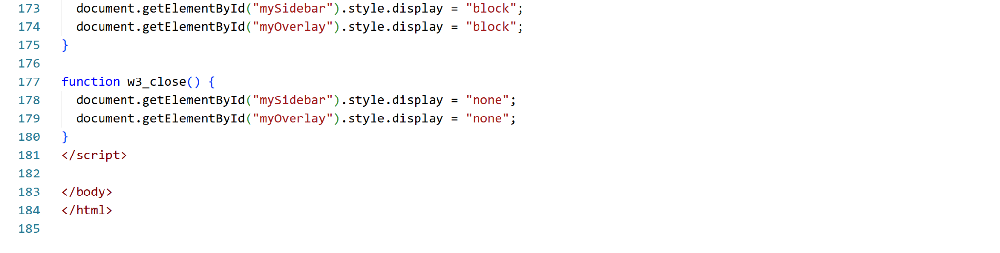 173 document.getElementById("mySidebar").style.display = "block";
174 document.getElementById("myOverlay").style.display = "block";
175 }
176
177 function w3_close() {
178 document.getElementById("mySidebar").style.display = "none";
179 document.getElementById("myOverlay").style.display = "none";
180 }
181 </script>
182
183 </body>
184 </html>
185